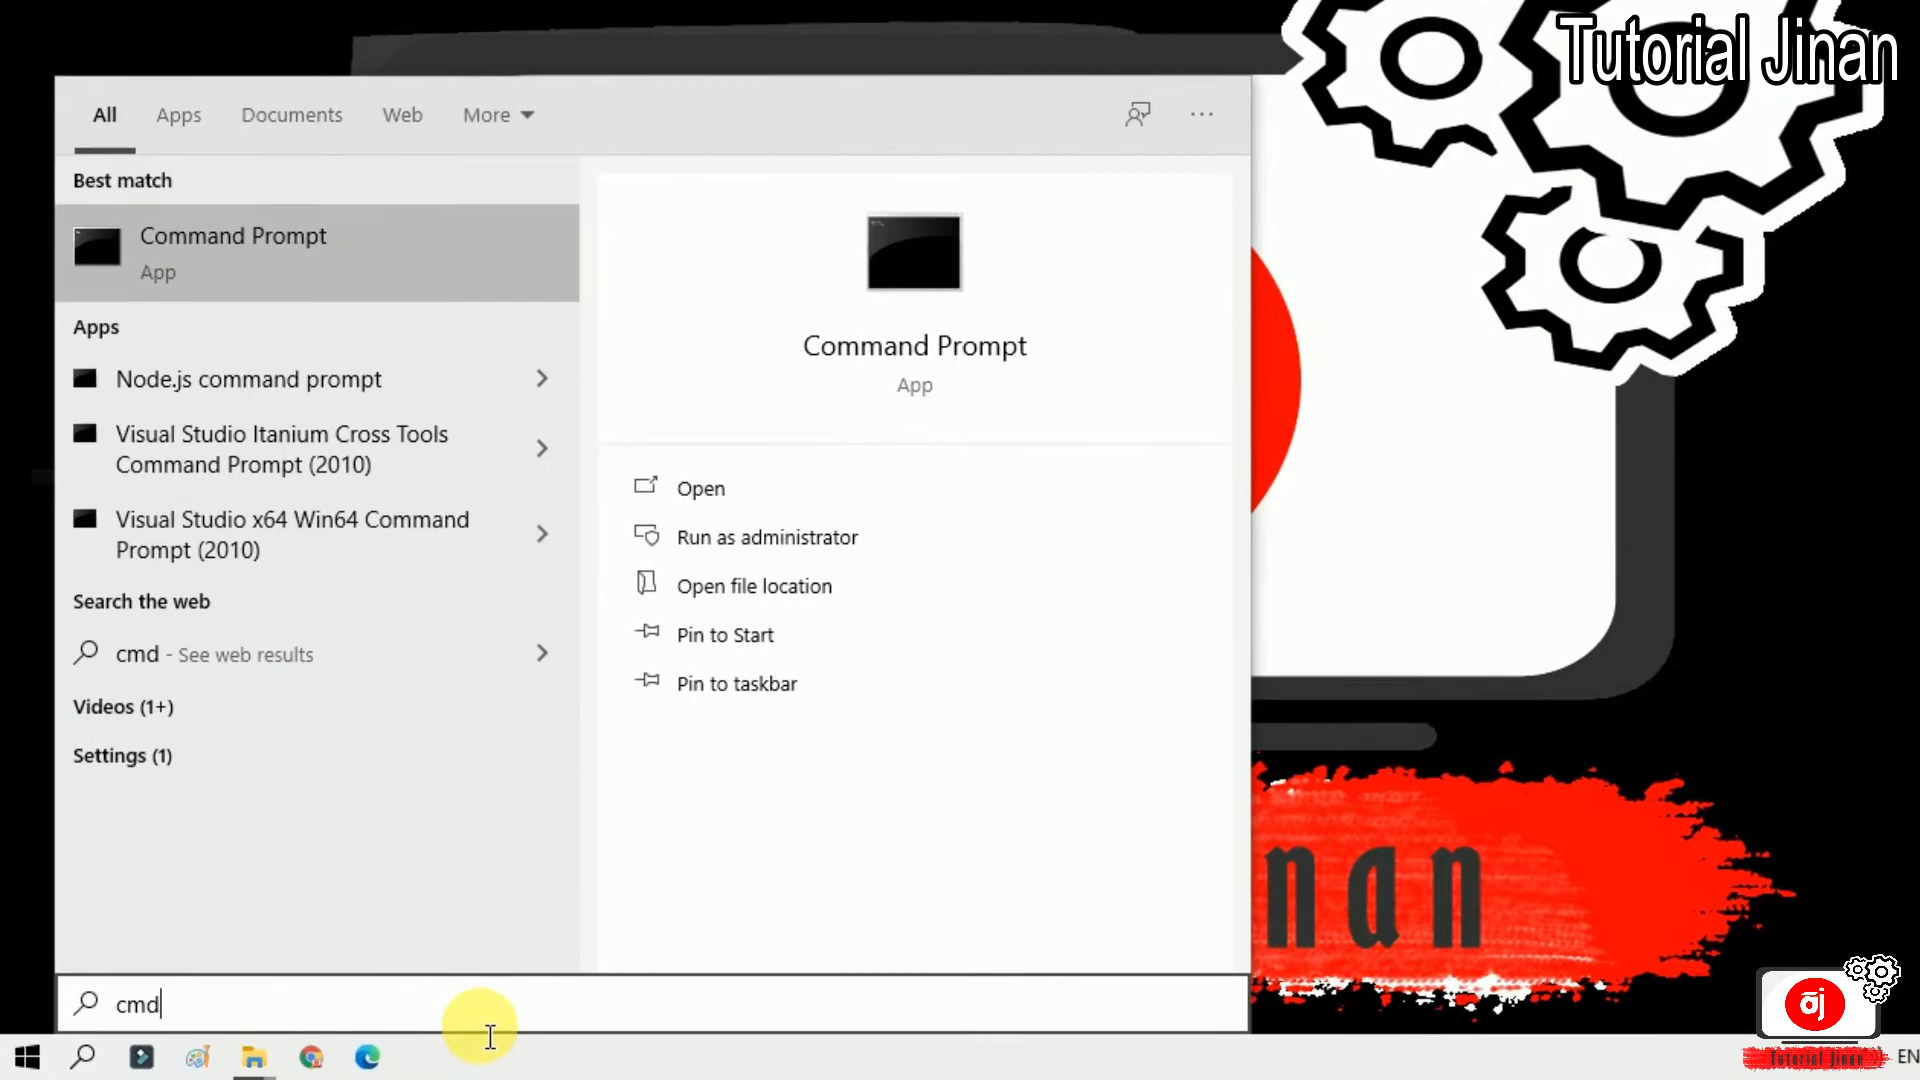 Tutorial Jinan
All Apps Documents Web More
Best match
Command Prompt
App
Apps
Node.js command prompt
Visual Studio Itanium Cross Tools
Command Prompt (2010)
Visual Studio x64 Win64 Command
Prompt (2010)
Search the web
cmd - See web results
Videos (1+)
Settings (1)
Command Prompt
App
Open
Run as administrator
Open file location
Pin to Start
Pin to taskbar
nan
cmd
aj
Tutorial Jinan
EN